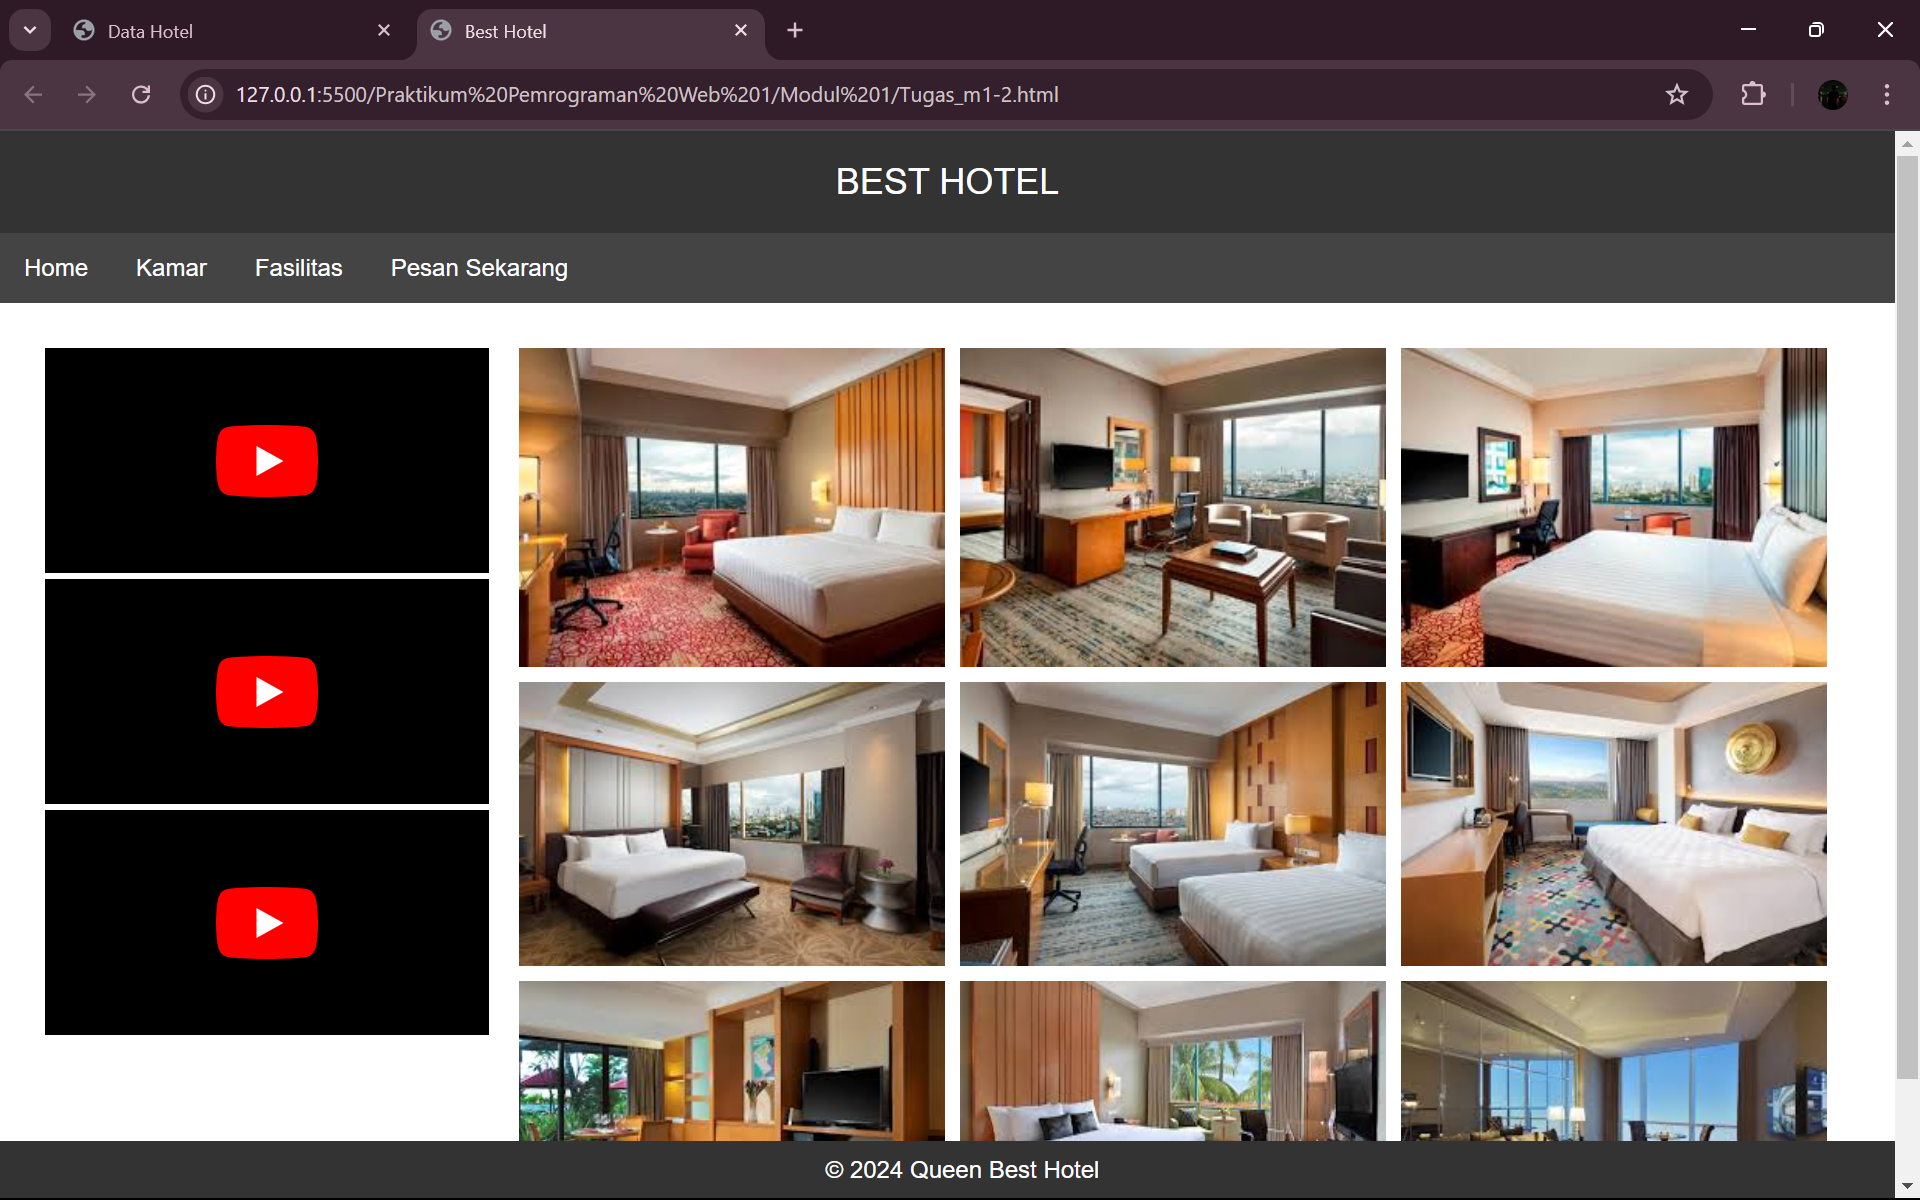 Data Hotel
Best Hotel
127.0.0.1:5500/Praktikum%20Pemrograman%20Web%201/Modul%201/Tugas_m1-2.html
BEST HOTEL
Home Kamar Fasilitas Pesan Sekarang
© 2024 Queen Best Hotel